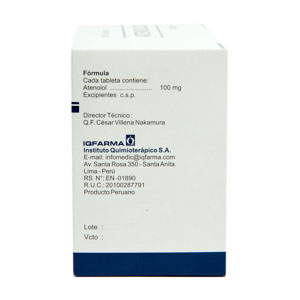 Fórmula
Cada tableta contiene:
Atenolol ..................... 100 mg
Excipientes c.s.p.
Director Técnico :
Q.F. César Villena Nakamura
IQFARMA
Instituto Quimioterápico S.A.
E-mail: infomedic@iqfarma.com
Av. Santa Rosa 350 - Santa Anita.
Lima - Perú
RS N°: EN -01890
R.U.C.: 20100287791
Producto Peruano
Lote :
Vcto :